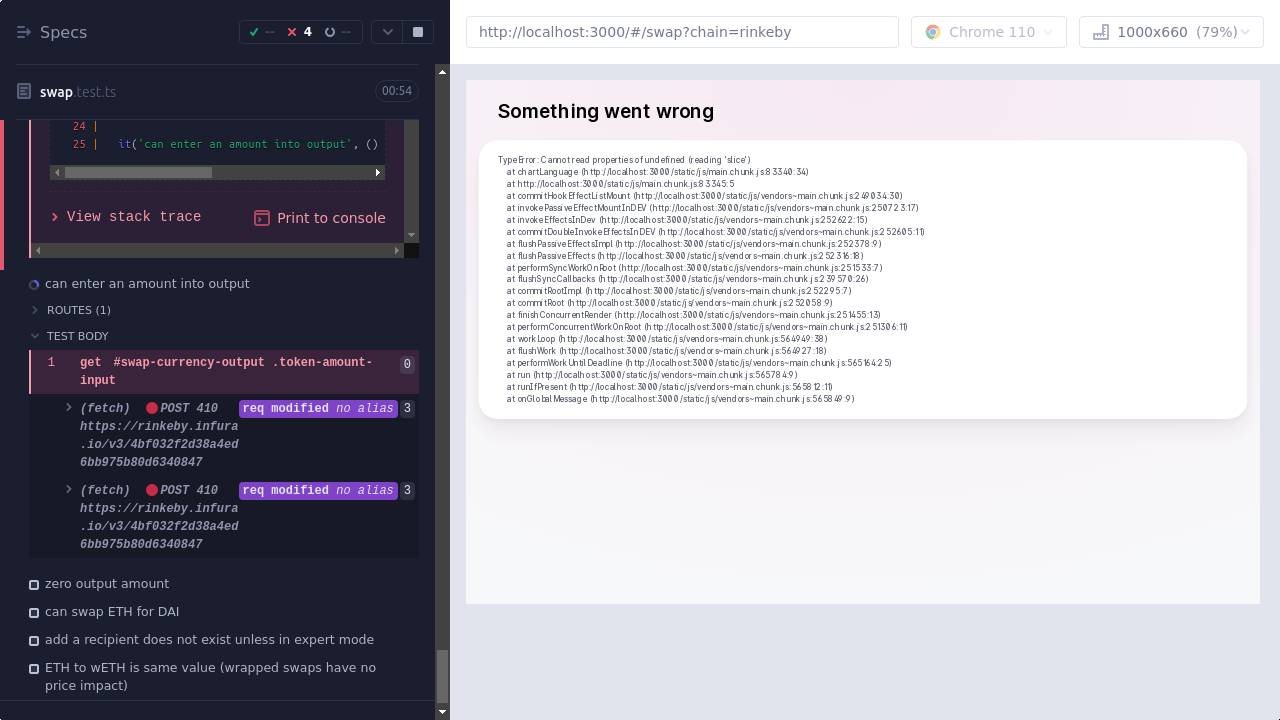 Specs
--
4
--
swap.test.ts
00:54
24 |
25 | it('can enter an amount into output', ()
View stack trace
Print to console
can enter an amount into output
ROUTES (1)
TEST BODY
1 get #swap-currency-output .token-amount-
input
0
(fetch) POST 410
req modified no alias
3
https://rinkeby.infura
.io/v3/4bf032f2d38a4ed
6bb975b80d6340847
(fetch) POST 410
req modified no alias
3
https://rinkeby.infura
.io/v3/4bf032f2d38a4ed
6bb975b80d6340847
zero output amount
can swap ETH for DAI
add a recipient does not exist unless in expert mode
ETH to wETH is same value (wrapped swaps have no
price impact)
http://localhost:3000/#/swap?chain=rinkeby
Chrome 110
1000x660 (79%)
Something went wrong
TypeError: Cannot read properties of undefined (reading 'slice')
at chartLanguage (http://localhost:3000/static/js/main.chunk.js:83340:34)
at http://localhost:3000/static/js/main.chunk.js:83345:5
at commitHookEffectListMount (http://localhost:3000/static/js/vendors~main.chunk.js:249034:30)
at invokePassiveEffectMountInDEV (http://localhost:3000/static/js/vendors~main.chunk.js:250723:17)
at invokeEffectsInDev (http://localhost:3000/static/js/vendors~main.chunk.js:252622:15)
at commitDoubleInvokeEffectsInDEV (http://localhost:3000/static/js/vendors~main.chunk.js:252605:11)
at flushPassiveEffectsImpl (http://localhost:3000/static/js/vendors~main.chunk.js:252378:9)
at flushPassiveEffects (http://localhost:3000/static/js/vendors~main.chunk.js:252316:18)
at performSyncWorkOnRoot (http://localhost:3000/static/js/vendors~main.chunk.js:251533:7)
at flushSyncCallbacks (http://localhost:3000/static/js/vendors~main.chunk.js:239570:26)
at commitRootImpl (http://localhost:3000/static/js/vendors~main.chunk.js:252295:7)
at commitRoot (http://localhost:3000/static/js/vendors~main.chunk.js:252058:9)
at finishConcurrentRender (http://localhost:3000/static/js/vendors~main.chunk.js:251455:13)
at performConcurrentWorkOnRoot (http://localhost:3000/static/js/vendors~main.chunk.js:251306:11)
at workLoop (http://localhost:3000/static/js/vendors~main.chunk.js:564949:38)
at flushWork (http://localhost:3000/static/js/vendors~main.chunk.js:564927:18)
at performWorkUntilDeadline (http://localhost:3000/static/js/vendors~main.chunk.js:565164:25)
at run (http://localhost:3000/static/js/vendors~main.chunk.js:565784:9)
at runIfPresent (http://localhost:3000/static/js/vendors~main.chunk.js:565812:11)
at onGlobalMessage (http://localhost:3000/static/js/vendors~main.chunk.js:565849:9)